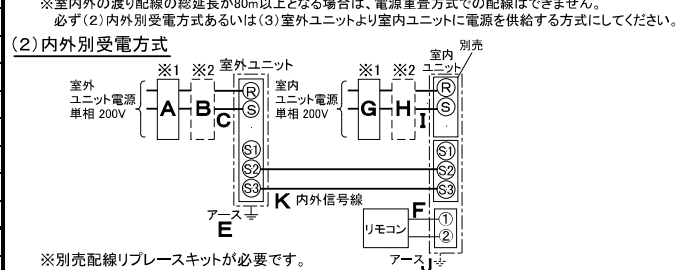 ※室内外の渡り配線の総延長が80m以上となる場合は、電源重畳方式での配線はできません。
必ず(2)内外別受電方式あるいは(3)室外ユニットより室内ユニットに電源を供給する方式にしてください。
(2)内外別受電方式
別売
※1 ※2 室外ユニット
※1 ※2 室内
ユニット
室外
ユニット電源
単相 200V
A B C
R
S
S1
S2
S3
室内
ユニット電源
単相 200V
G H I
R
S
S1
S2
S3
K 内外信号線
アース
E
リモコン
F
1
2
アース J
※別売配線リプレースキットが必要です。